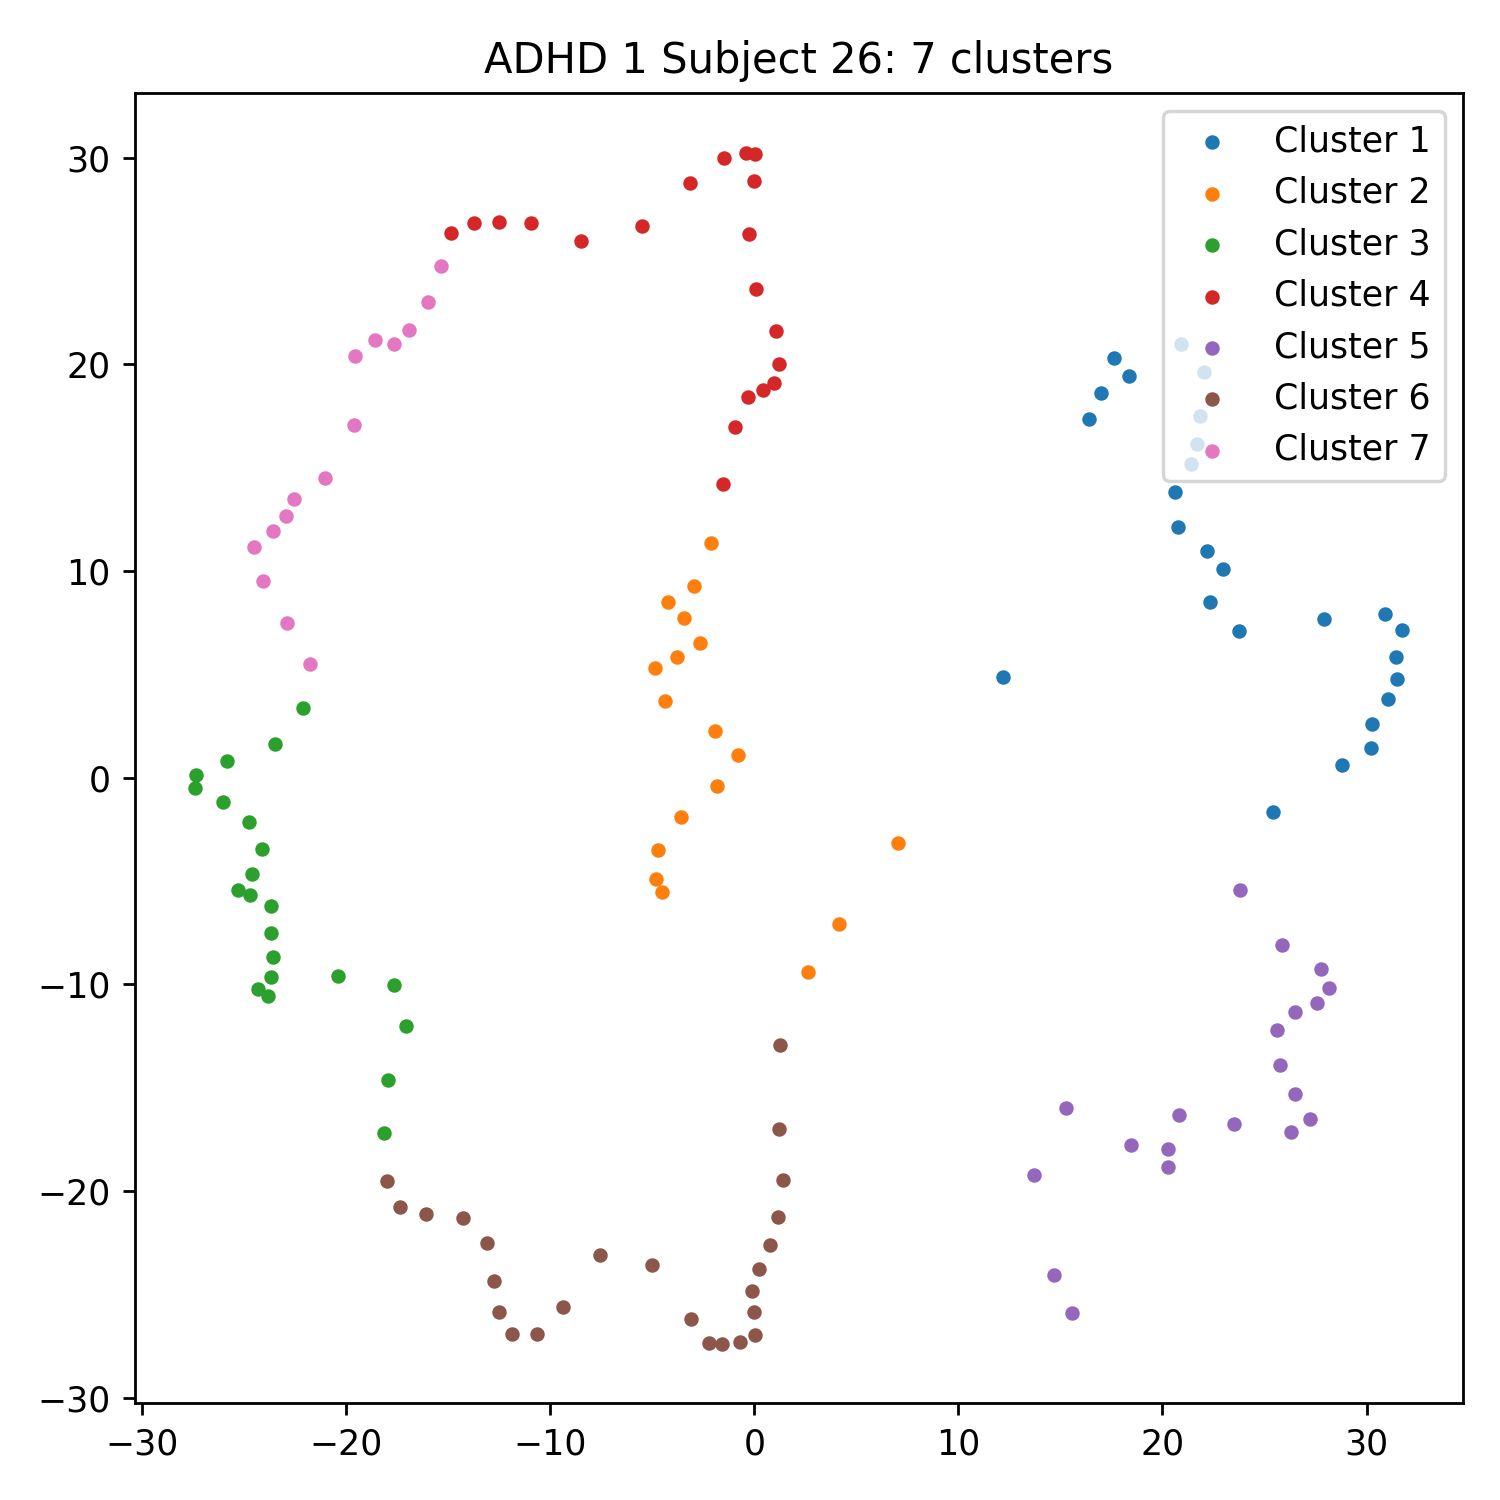 ADHD 1 Subject 26: 7 clusters
Cluster 1
Cluster 2
Cluster 3
Cluster 4
Cluster 5
Cluster 6
Cluster 7
30
20
10
0
−10
−20
−30
−30 −20 −10 0 10 20 30